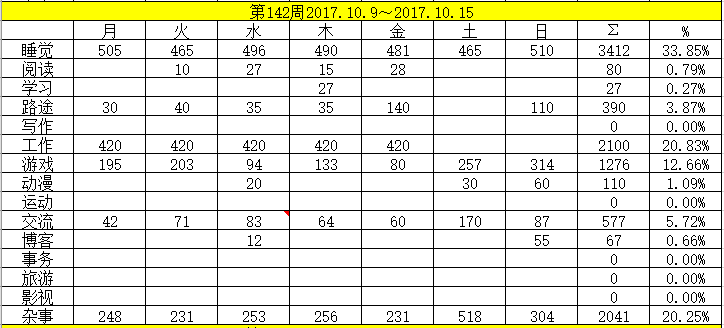 第142周2017.10.9～2017.10.15
月 火 水 木 金 土 日 Σ %
睡觉 505 465 496 490 481 465 510 3412 33.85%
阅读 10 27 15 28 80 0.79%
学习 27 27 0.27%
路途 30 40 35 35 140 110 390 3.87%
写作 0 0.00%
工作 420 420 420 420 420 2100 20.83%
游戏 195 203 94 133 80 257 314 1276 12.66%
动漫 20 30 60 110 1.09%
运动 0 0.00%
交流 42 71 83 64 60 170 87 577 5.72%
博客 12 55 67 0.66%
事务 0 0.00%
旅游 0 0.00%
影视 0 0.00%
杂事 248 231 253 256 231 518 304 2041 20.25%